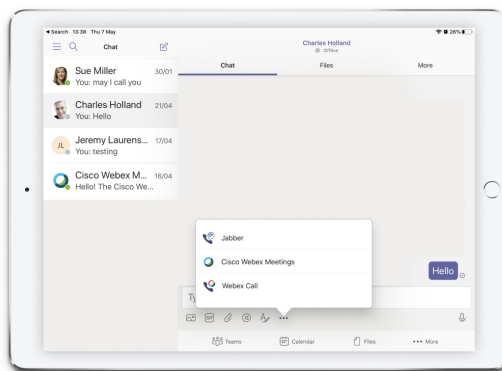 Search 13:38 Thu 7 May
26%
Chat
Sue Miller 30/01
You: may I call you
Charles Holland 21/04
You: Hello
JL
Jeremy Laurens... 17/04
You: testing
Cisco Webex M... 16/04
Hello! The Cisco We...
Charles Holland
Offline
Chat Files More
Hello
Jabber
Cisco Webex Meetings
Webex Call
Ty
GIF
Teams Calendar Files More